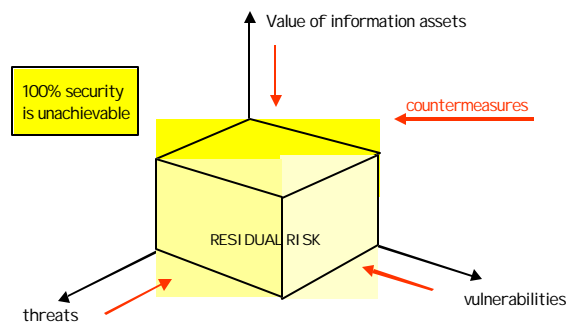 Value of information assets
100% security
is unachievable
countermeasures
RESIDUAL RISK
vulnerabilities
threats